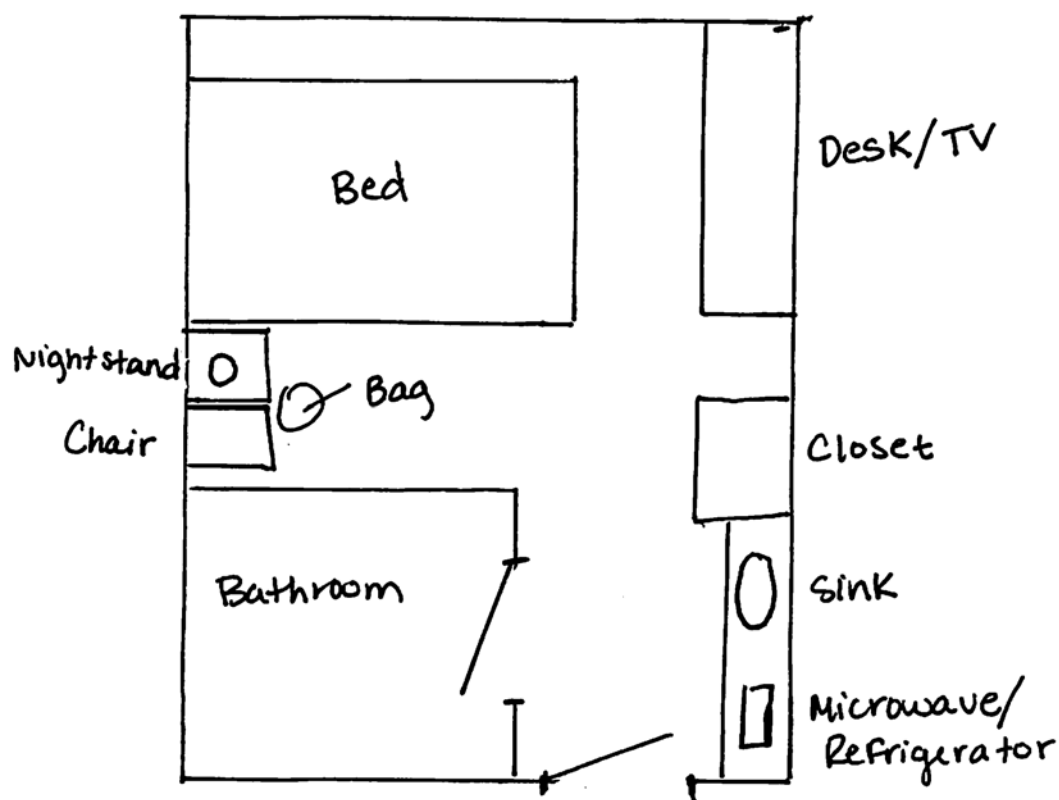 Desk/TV
Bed
Nightstand
Bag
Chair
Closet
Bathroom
Sink
Microwave/
Refrigerator